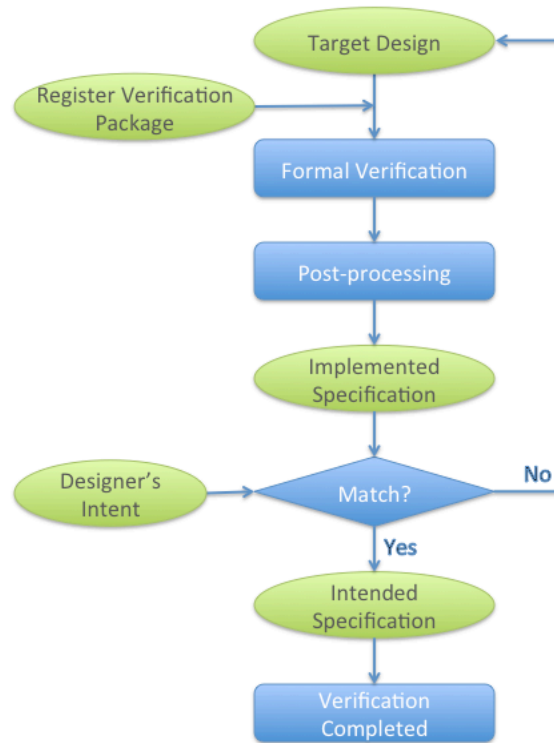 Target Design
Register Verification
Package
Formal Verification
Post-processing
Implemented
Specification
Designer's
Intent
Match?
No
Yes
Intended
Specification
Verification
Completed